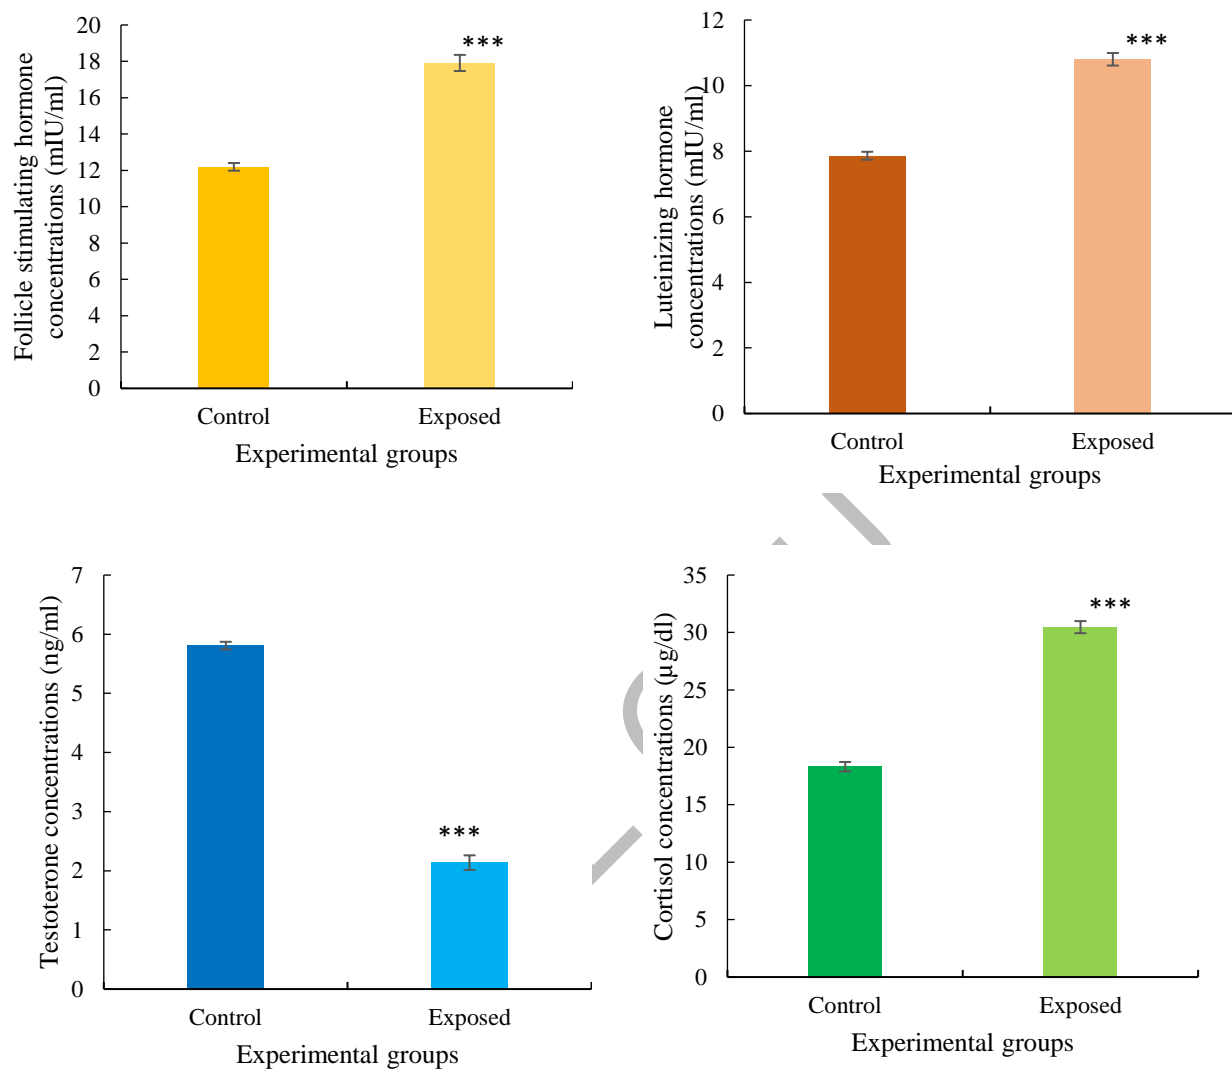 Follicle stimulating hormone
concentrations (mIU/ml)
20
18
16
14
12
10
8
6
4
2
0
***
Control
Exposed
Experimental groups
Luteinizing hormone
concentrations (mIU/ml)
12
10
8
6
4
2
0
***
Control
Exposed
Experimental groups
Testoterone concentrations (ng/ml)
7
6
5
4
3
2
1
0
***
Control
Exposed
Experimental groups
Cortisol concentrations (µg/dl)
35
30
25
20
15
10
5
0
***
Control
Exposed
Experimental groups